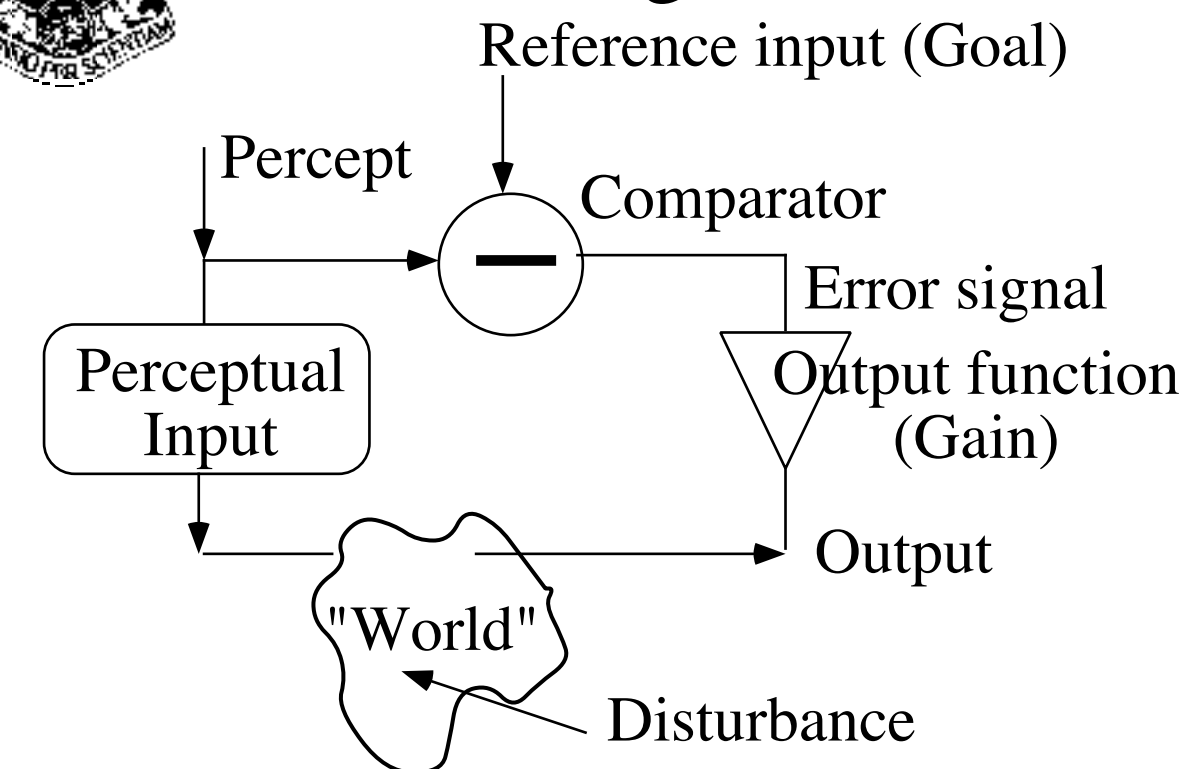 Reference input (Goal)
Percept
Comparator
Error signal
Perceptual
Input
Output function
(Gain)
Output
"World"
Disturbance